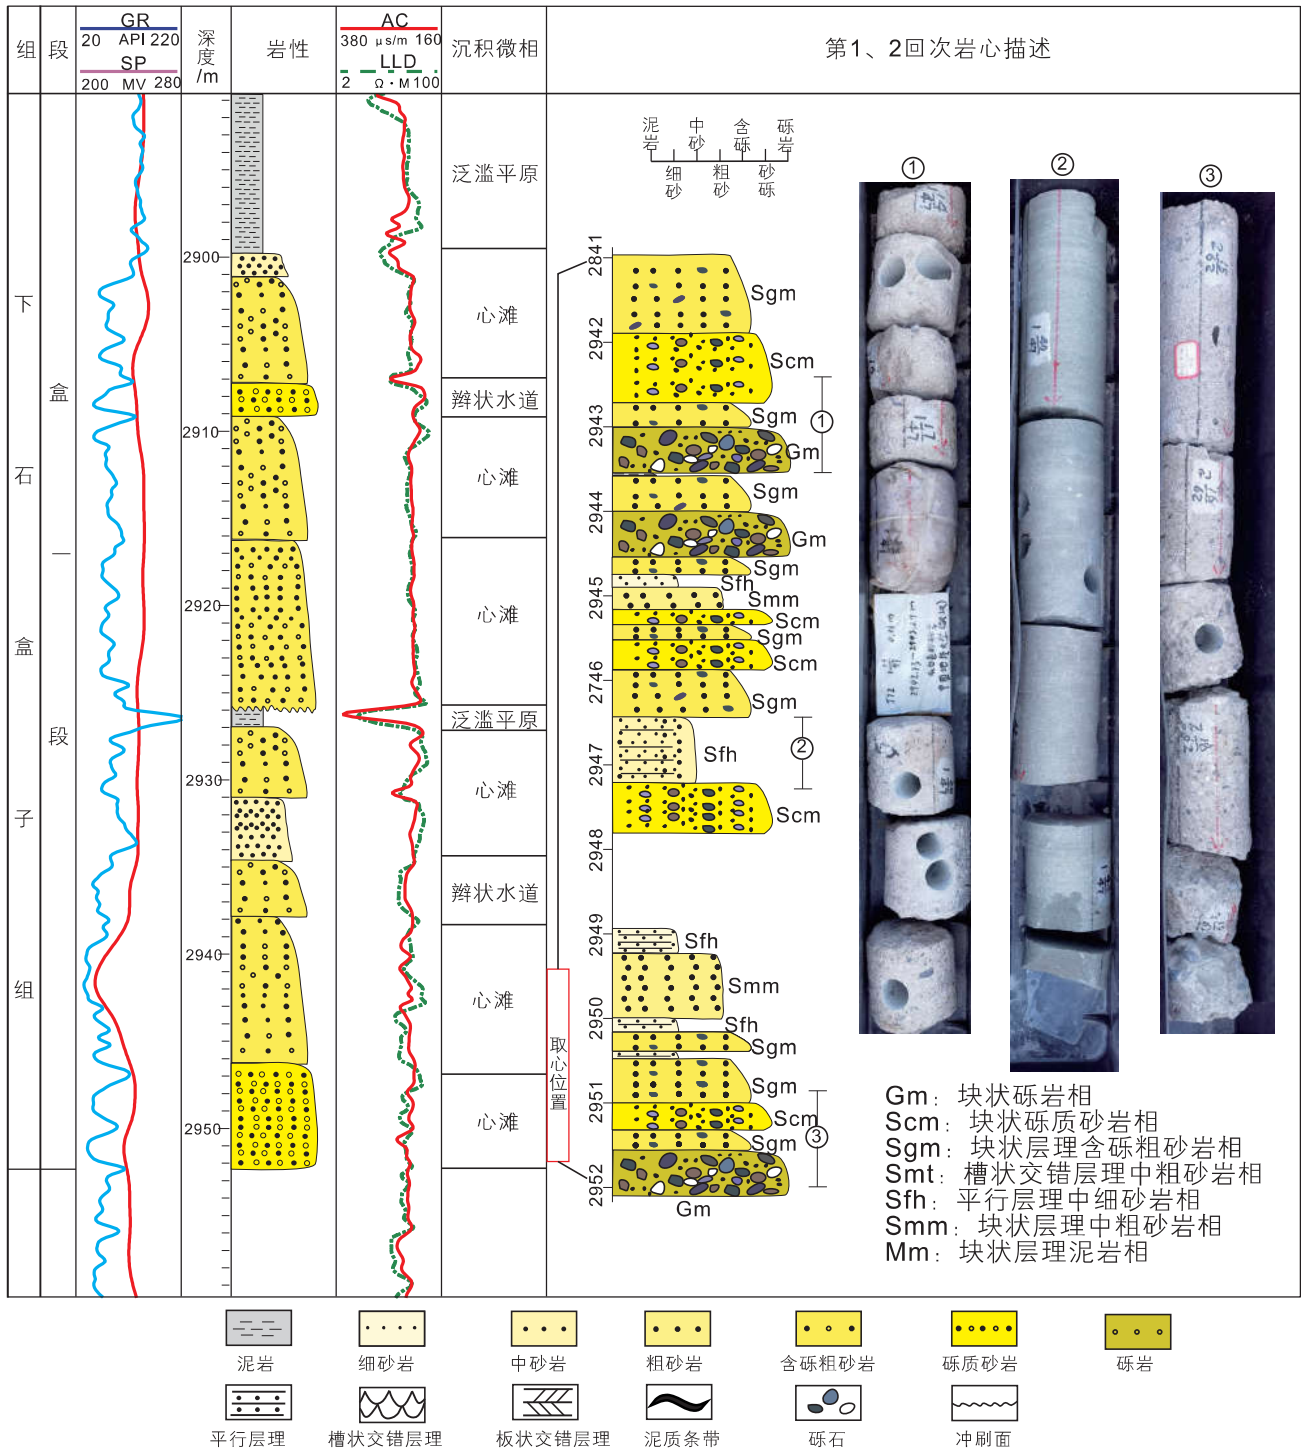 组
段
GR
20 API 220
SP
200 MV 280
深度/m
岩性
AC
380 μs/m 160
LLD
2 Ω·M 100
沉积微相
第1、2回次岩心描述
下石盒子组
盒一段
2900
2910
2920
2930
2940
2950
泛滥平原
心滩
辫状水道
心滩
心滩
泛滥平原
心滩
辫状水道
心滩
心滩
取心位置
泥岩
细砂
中砂
粗砂
含砾
砂砾
砾岩
2841
2942
2943
2944
2945
2746
2947
2948
2949
2950
2951
2952
Sgm
Scm
Sgm
Gm
Sgm
Gm
Sgm
Sfh
Smm
Scm
Sgm
Scm
Sgm
Sfh
Scm
Sfh
Smm
Sfh
Sgm
Sgm
Scm
Sgm
Gm
①
②
③
①
②
③
Gm：块状砾岩相
Scm：块状砾质砂岩相
Sgm：块状层理含砾粗砂岩相
Smt：槽状交错层理中粗砂岩相
Sfh：平行层理中细砂岩相
Smm：块状层理中粗砂岩相
Mm：块状层理泥岩相
泥岩
细砂岩
中砂岩
粗砂岩
含砾粗砂岩
砾质砂岩
砾岩
平行层理
槽状交错层理
板状交错层理
泥质条带
砾石
冲刷面